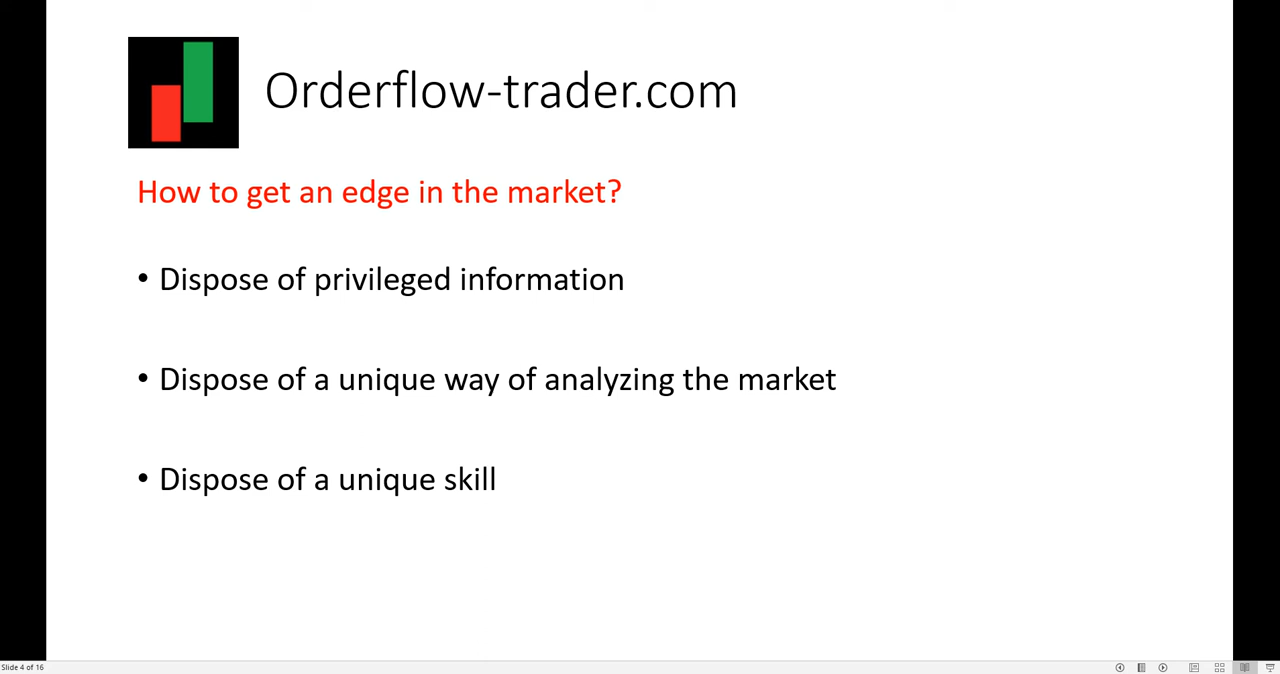 Orderflow-trader.com
How to get an edge in the market?
• Dispose of privileged information
• Dispose of a unique way of analyzing the market
• Dispose of a unique skill
Slide 4 of 16